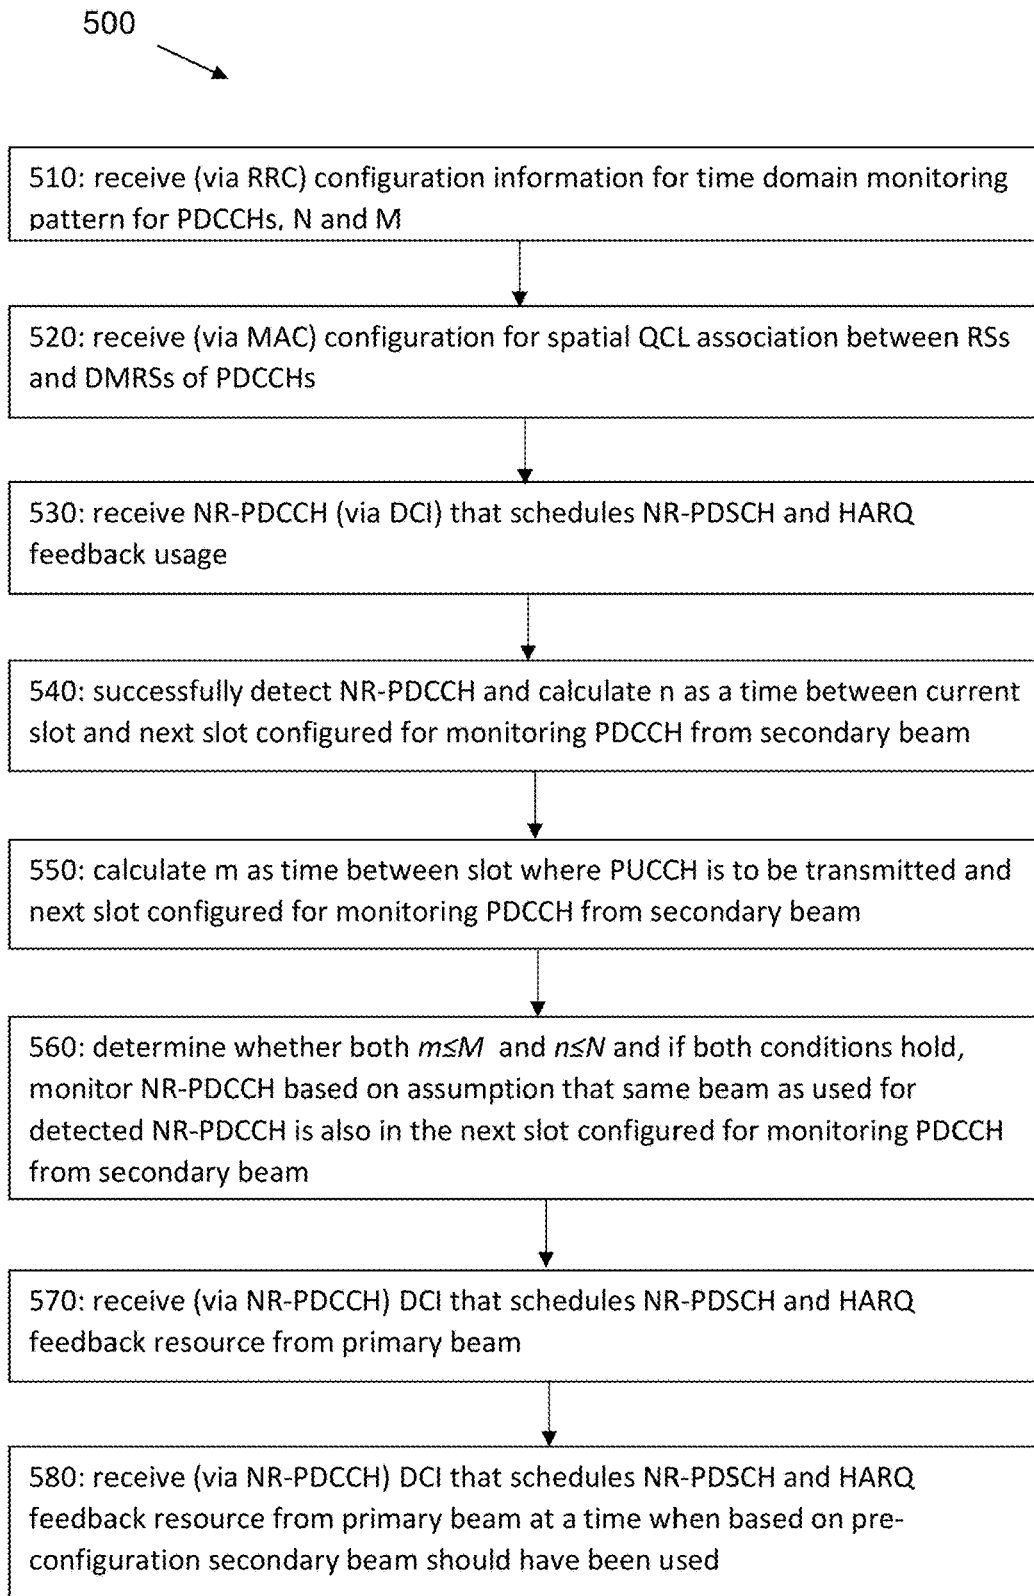 500
510: receive (via RRC) configuration information for time domain monitoring
pattern for PDCCHs, N and M
520: receive (via MAC) configuration for spatial QCL association between RSs
and DMRSs of PDCCHs
530: receive NR-PDCCH (via DCI) that schedules NR-PDSCH and HARQ
feedback usage
540: successfully detect NR-PDCCH and calculate n as a time between current
slot and next slot configured for monitoring PDCCH from secondary beam
550: calculate m as time between slot where PUCCH is to be transmitted and
next slot configured for monitoring PDCCH from secondary beam
560: determine whether both m≤M and n≤N and if both conditions hold,
monitor NR-PDCCH based on assumption that same beam as used for
detected NR-PDCCH is also in the next slot configured for monitoring PDCCH
from secondary beam
570: receive (via NR-PDCCH) DCI that schedules NR-PDSCH and HARQ
feedback resource from primary beam
580: receive (via NR-PDCCH) DCI that schedules NR-PDSCH and HARQ
feedback resource from primary beam at a time when based on pre-
configuration secondary beam should have been used